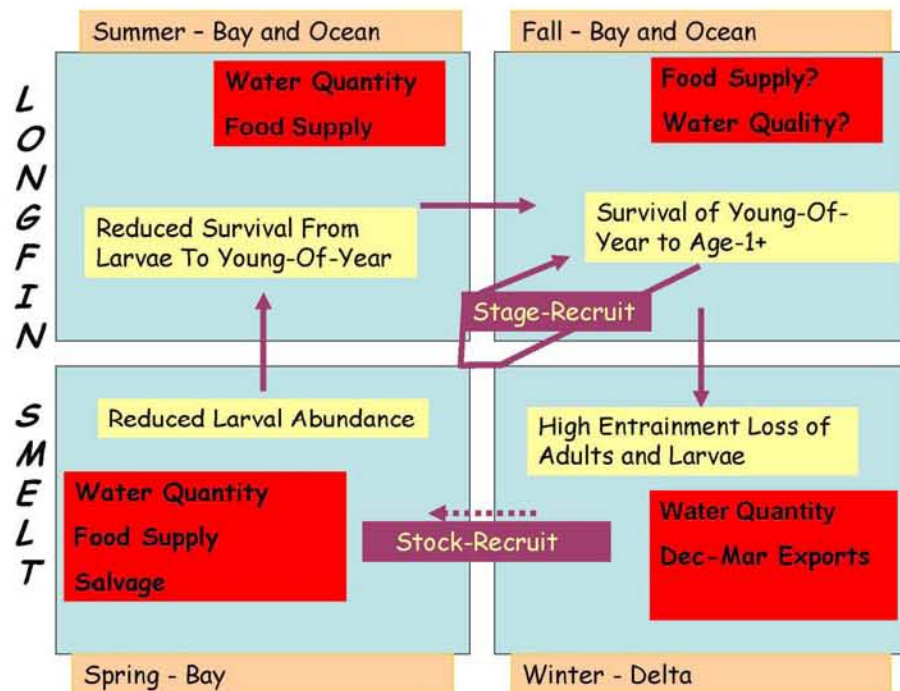 Summer – Bay and Ocean
Fall – Bay and Ocean
LONGFIN
SMELT
Water Quantity
Food Supply
Food Supply?
Water Quality?
Reduced Survival From
Larvae To Young-Of-Year
Survival of Young-Of-
Year to Age-1+
Stage-Recruit
Reduced Larval Abundance
High Entrainment Loss of
Adults and Larvae
Water Quantity
Food Supply
Salvage
Stock-Recruit
Water Quantity
Dec-Mar Exports
Spring - Bay
Winter - Delta